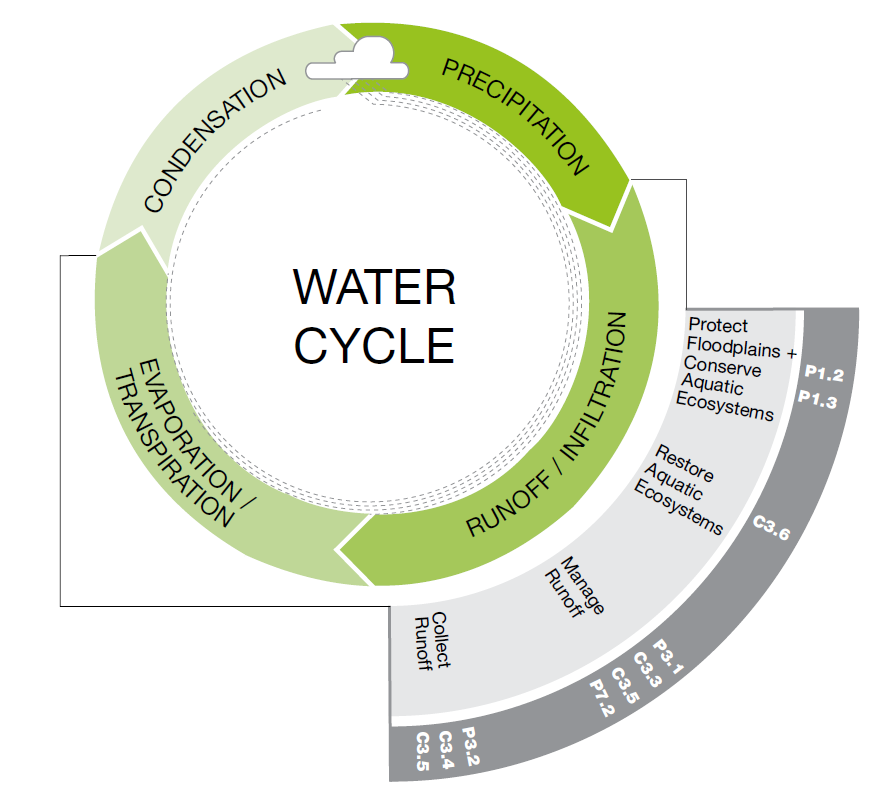 WATER
CYCLE
CONDENSATION
PRECIPITATION
RUNOFF / INFILTRATION
EVAPORATION /
TRANSPIRATION
Protect
Floodplains +
Conserve
Aquatic
Ecosystems
P1.2
P1.3
Restore
Aquatic
Ecosystems
C3.6
Manage
Runoff
P3.1
C3.3
C3.5
P7.2
Collect
Runoff
P3.2
C3.4
C3.5